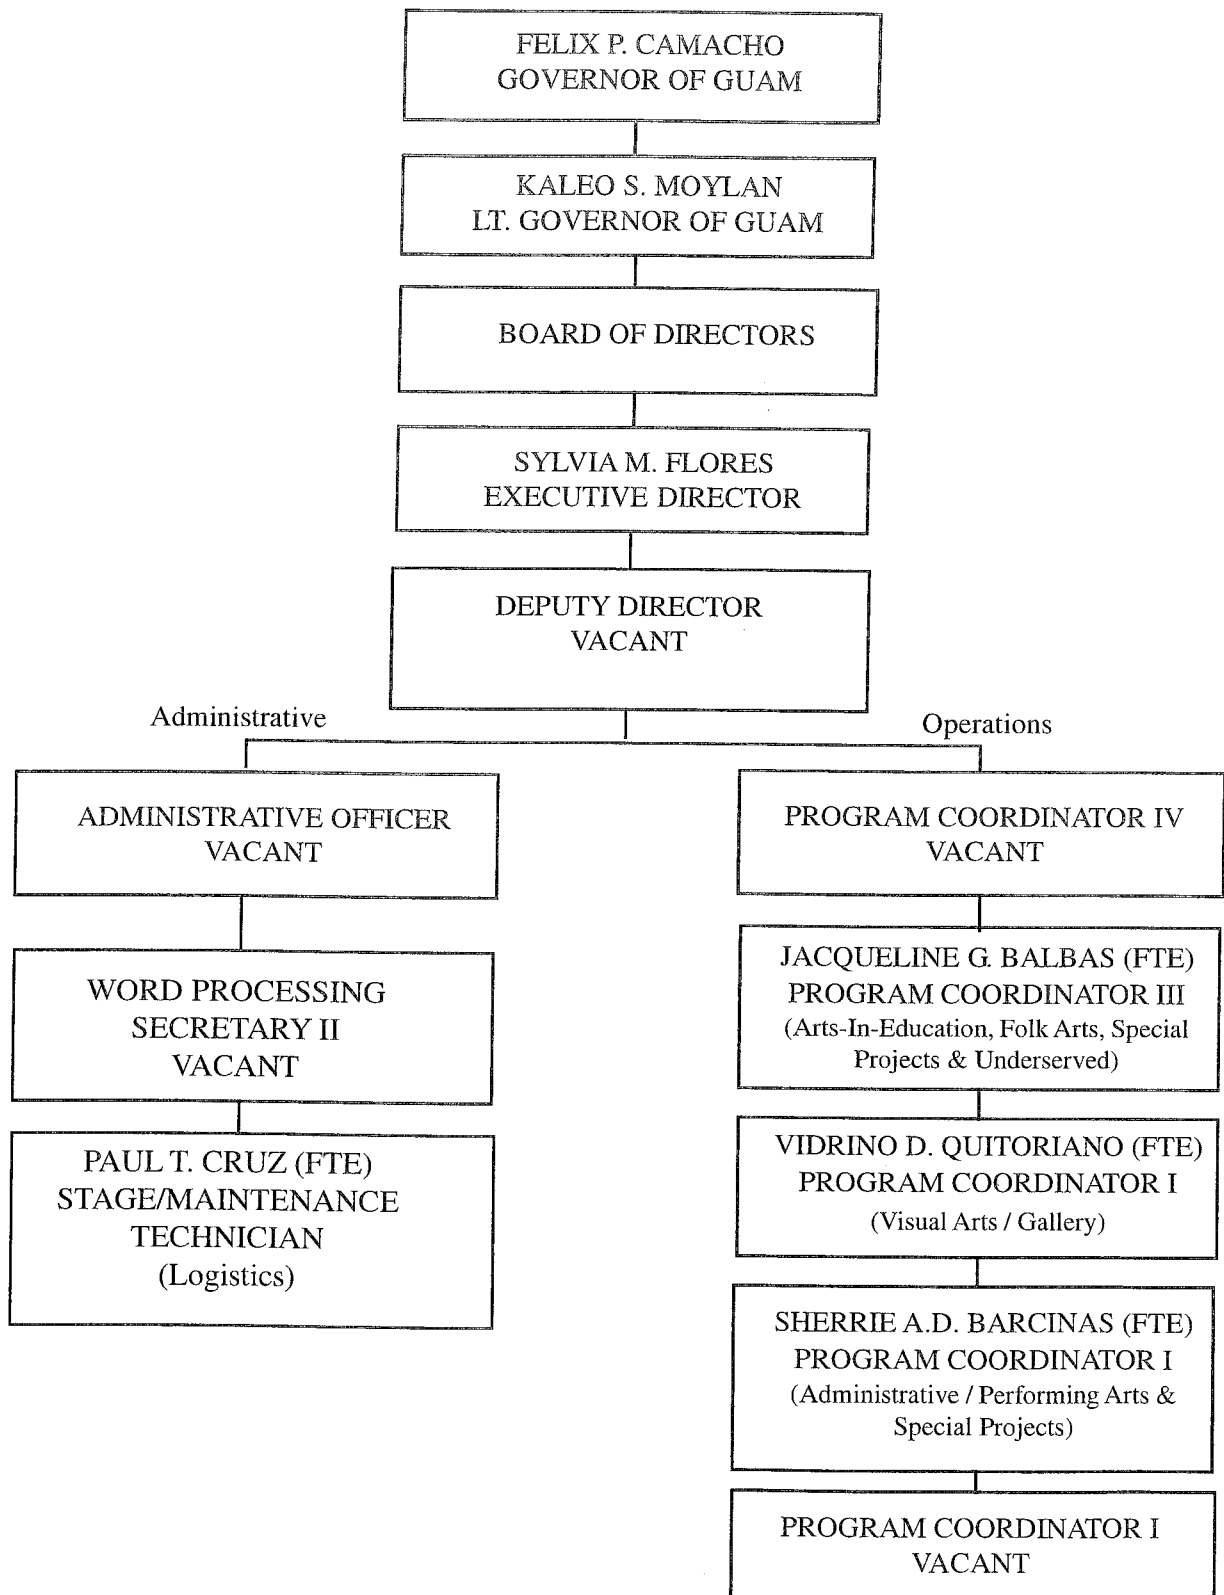 FELIX P. CAMACHO
GOVERNOR OF GUAM
KALEO S. MOYLAN
LT. GOVERNOR OF GUAM
BOARD OF DIRECTORS
SYLVIA M. FLORES
EXECUTIVE DIRECTOR
DEPUTY DIRECTOR
VACANT
Administrative
ADMINISTRATIVE OFFICER
VACANT
WORD PROCESSING
SECRETARY II
VACANT
PAUL T. CRUZ (FTE)
STAGE/MAINTENANCE
TECHNICIAN
(Logistics)
Operations
PROGRAM COORDINATOR IV
VACANT
JACQUELINE G. BALBAS (FTE)
PROGRAM COORDINATOR III
(Arts-In-Education, Folk Arts, Special
Projects & Underserved)
VIDRINO D. QUITORIANO (FTE)
PROGRAM COORDINATOR I
(Visual Arts / Gallery)
SHERRIE A.D. BARCINAS (FTE)
PROGRAM COORDINATOR I
(Administrative / Performing Arts &
Special Projects)
PROGRAM COORDINATOR I
VACANT